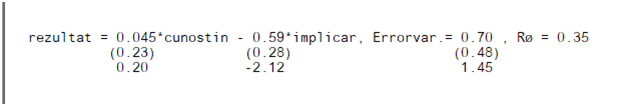 rezultat = 0.045*cunostin - 0.59*implicar, Errorvar.= 0.70 , Rø = 0.35
(0.23) (0.28) (0.48)
0.20 -2.12 1.45